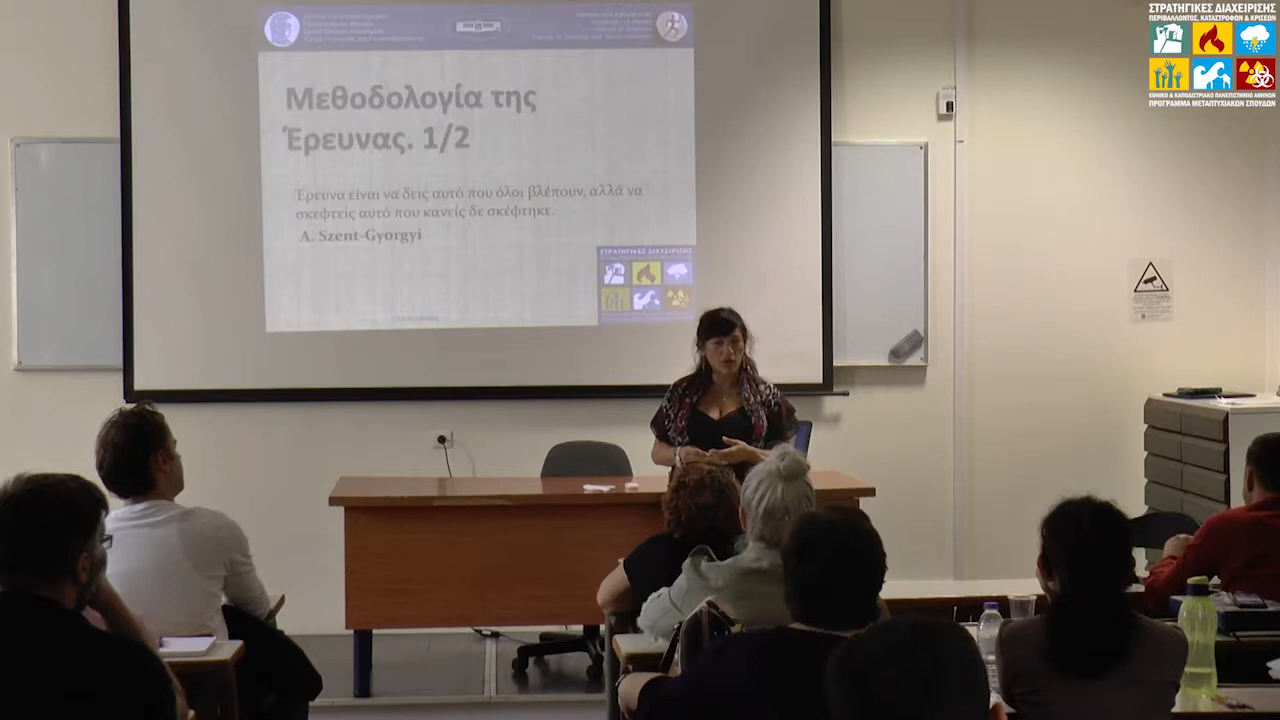 Μεθοδολογία της
Έρευνας. 1/2
Έρευνα είναι να δεις αυτό που όλοι βλέπουν, αλλά να
σκεφτείς αυτό που κανείς δε σκέφτηκε.
A. Szent-Gyorgyi
ΣΤΡΑΤΗΓΙΚΕΣ ΔΙΑΧΕΙΡΙΣΗΣ
ΣΤΡΑΤΗΓΙΚΕΣ ΔΙΑΧΕΙΡΙΣΗΣ
ΠΕΡΙΒΑΛΛΟΝΤΟΣ, ΚΑΤΑΣΤΡΟΦΩΝ & ΚΡΙΣΕΩΝ
ΕΘΝΙΚΟ & ΚΑΠΟΔΙΣΤΡΙΑΚΟ ΠΑΝΕΠΙΣΤΗΜΙΟ ΑΘΗΝΩΝ
ΠΡΟΓΡΑΜΜΑ ΜΕΤΑΠΤΥΧΙΑΚΩΝ ΣΠΟΥΔΩΝ